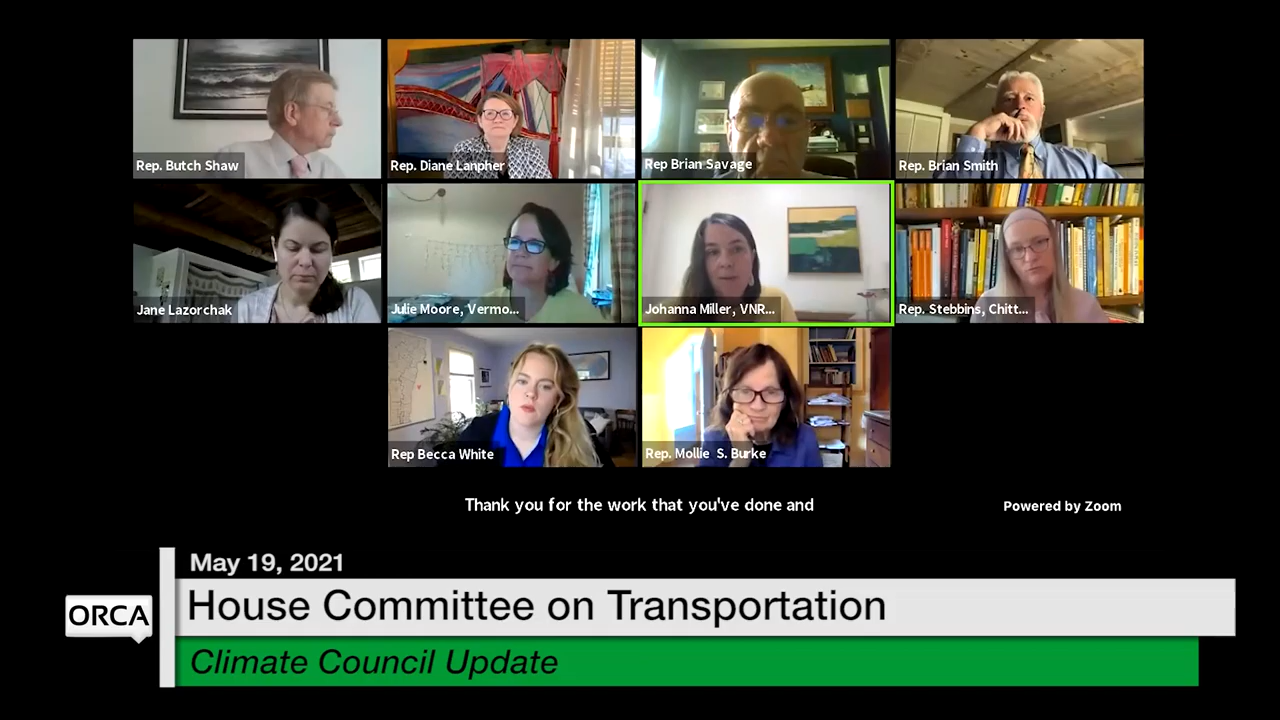 Rep. Butch Shaw
Rep. Diane Lanpher
Rep Brian Savage
Rep. Brian Smith
Jane Lazorchak
Julie Moore, Vermo...
Johanna Miller, VNR...
Rep. Stebbins, Chitt...
Rep Becca White
Rep. Mollie S. Burke
Thank you for the work that you've done and
Powered by Zoom
May 19, 2021
ORCA
House Committee on Transportation
Climate Council Update